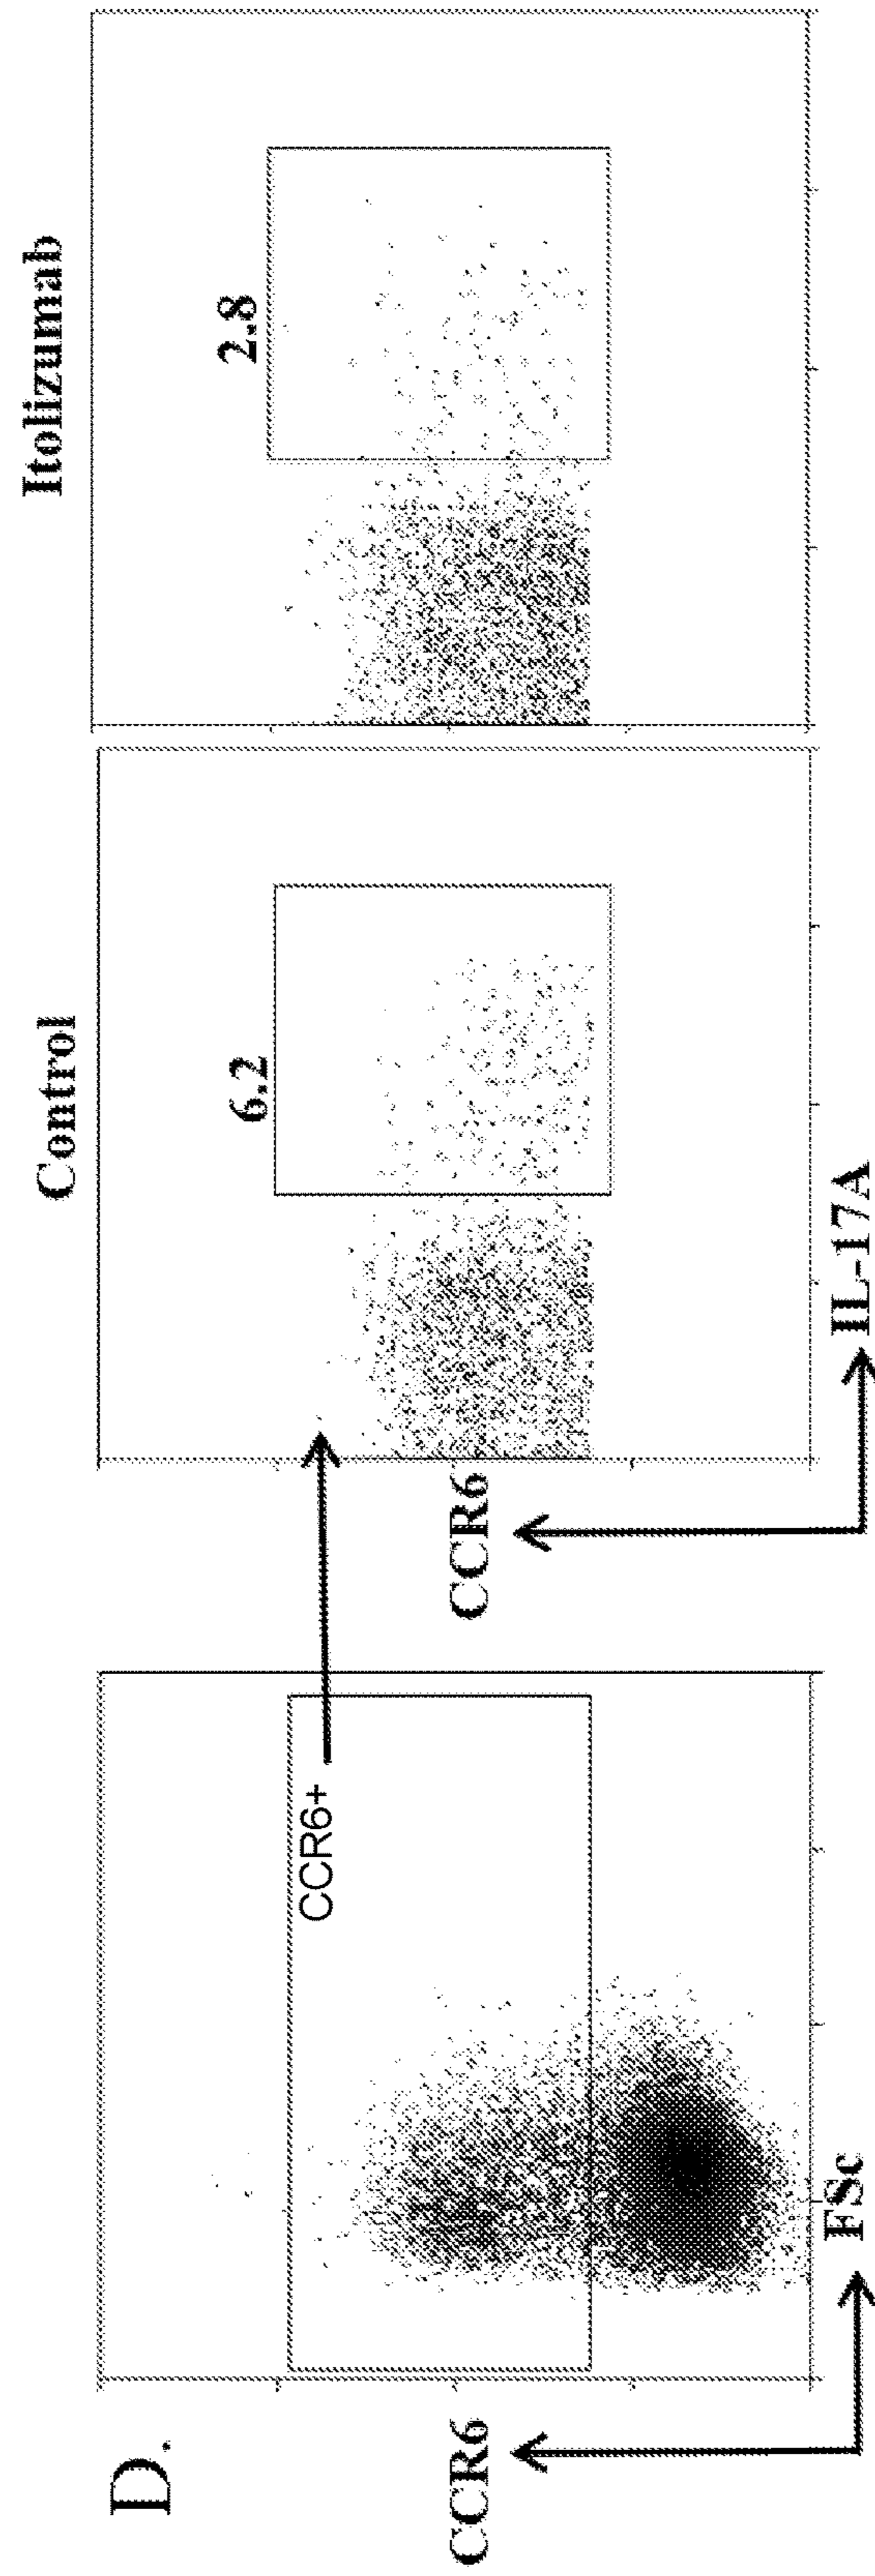 D.
Control
Itolizumab
CCR6+
6.2
2.8
CCR6
CCR6
FSc
IL-17A